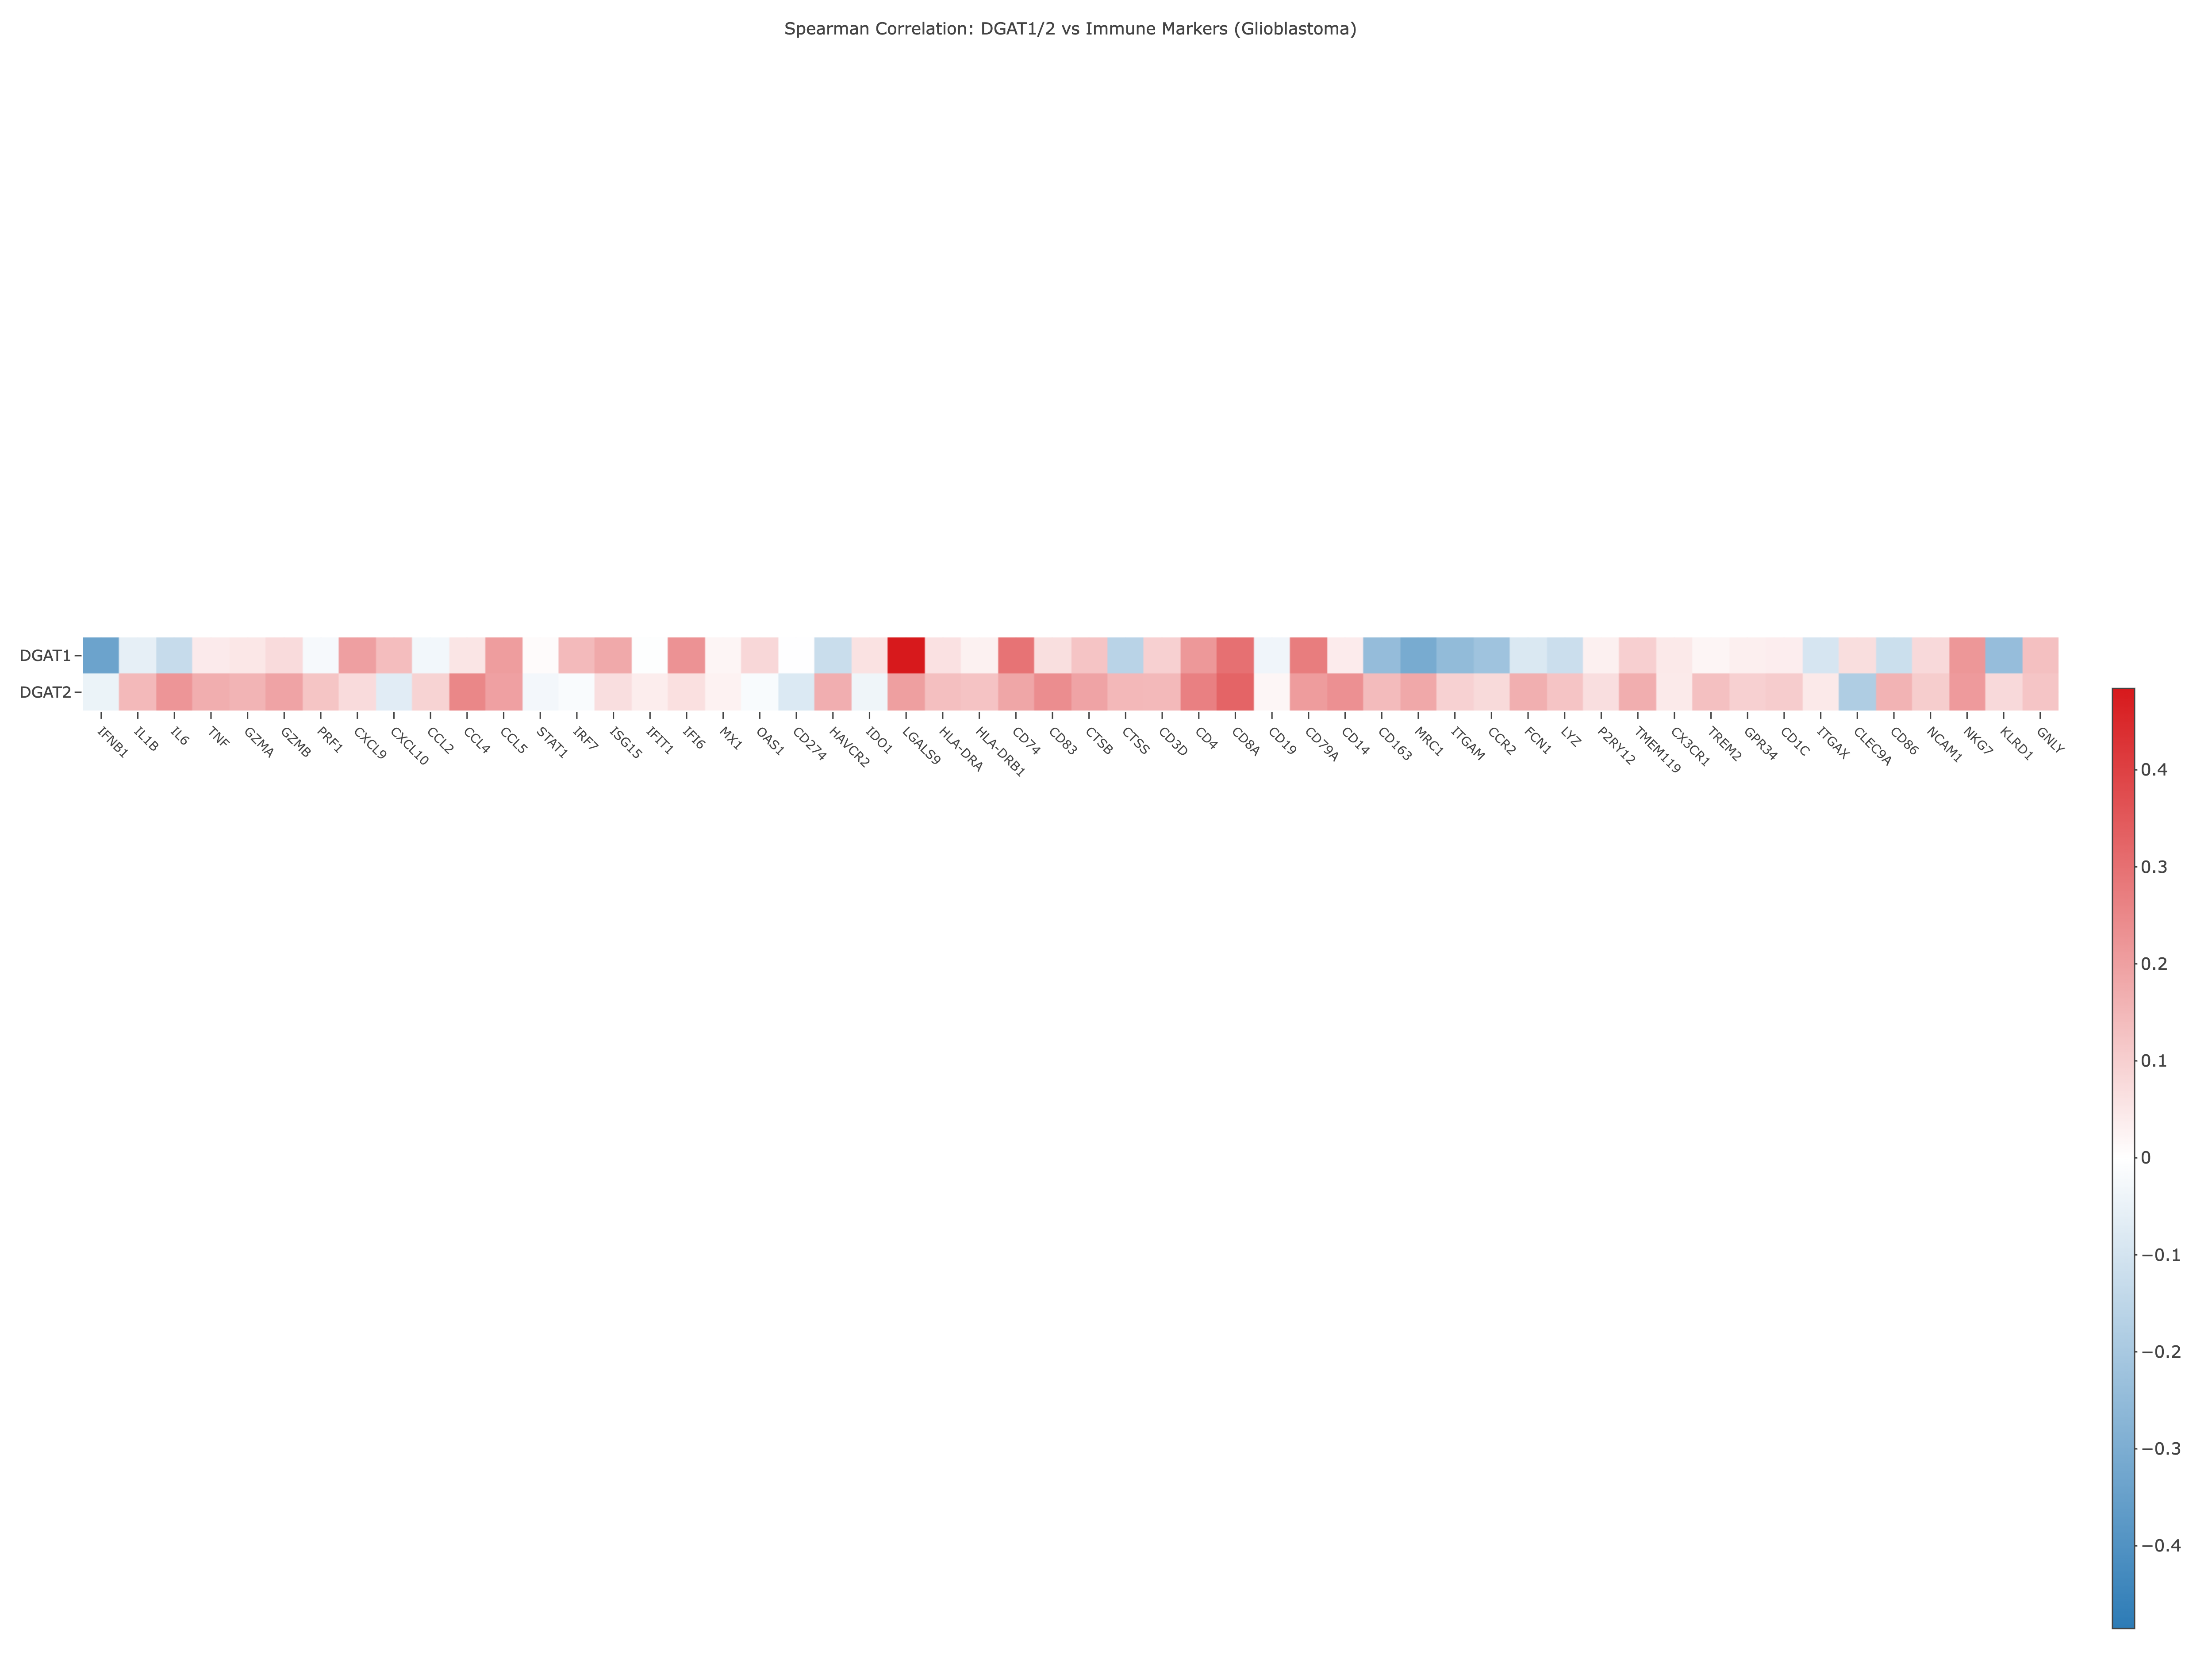 Spearman Correlation: DGAT1/2 vs Immune Markers (Glioblastoma)
DGAT1
DGAT2
IFNB1
IL1B
IL6
TNF
GZMA
GZMB
PRF1
CXCL9
CXCL10
CCL2
CCL4
CCL5
STAT1
IRF7
ISG15
IFIT1
IFI6
MX1
OAS1
CD274
HAVCR2
IDO1
LGALS9
HLA-DRA
HLA-DRB1
CD74
CD83
CTSB
CTSS
CD3D
CD4
CD8A
CD19
CD79A
CD14
CD163
MRC1
ITGAM
CCR2
FCN1
LYZ
P2RY12
TMEM119
CX3CR1
TREM2
GPR34
CD1C
ITGAX
CLEC9A
CD86
NCAM1
NKG7
KLRD1
GNLY
0.4
0.3
0.2
0.1
0
−0.1
−0.2
−0.3
−0.4